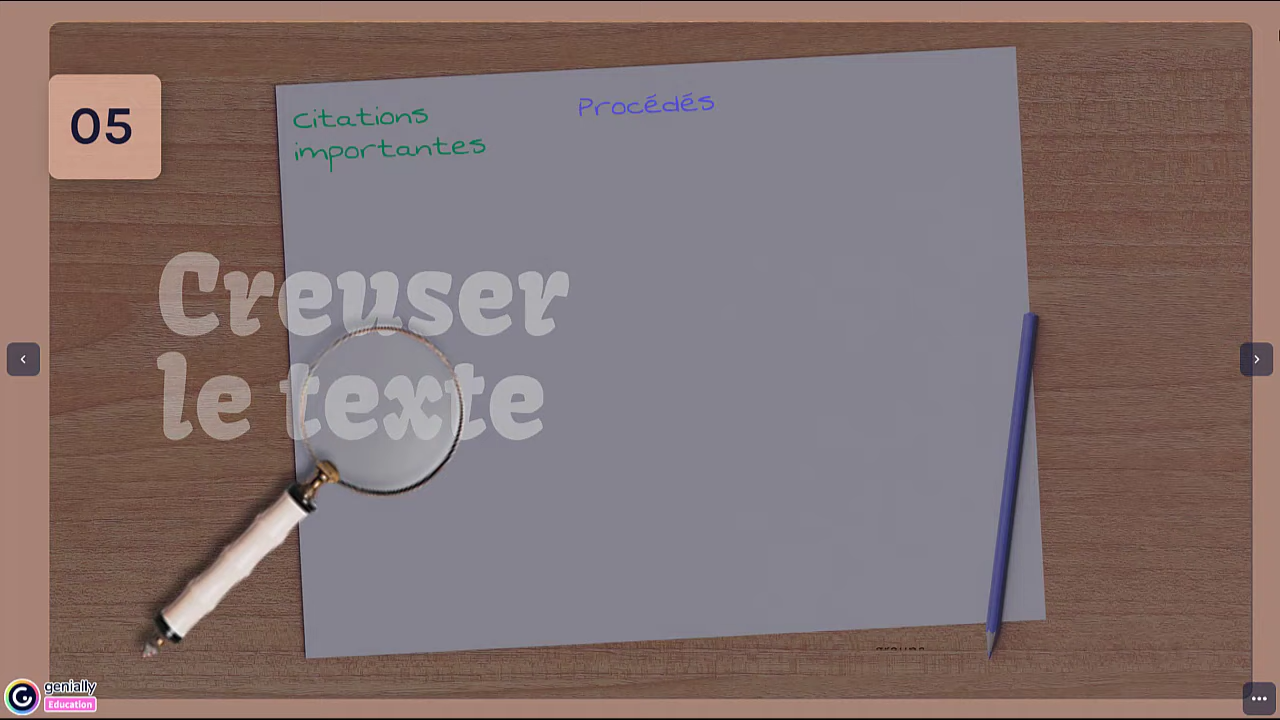 05
Citations
importantes
Procédés
Creuser
le texte
genially
Education